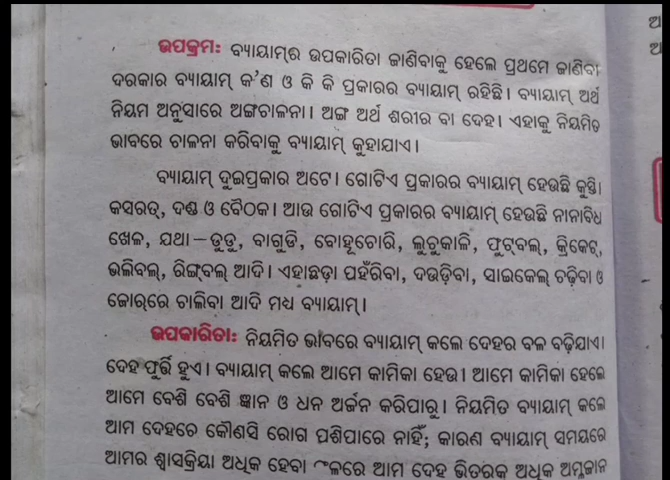 ଉପକ୍ରମ: ବ୍ୟାୟାମ୍‌ର ଉପକାରିତା ଜାଣିବାକୁ ହେଲେ ପ୍ରଥମେ ଜାଣିବା
ଦରକାର ବ୍ୟାୟାମ୍ କ'ଣ ଓ କି କି ପ୍ରକାରର ବ୍ୟାୟାମ୍ ରହିଛି। ବ୍ୟାୟାମ୍ ଅର୍ଥ
ନିୟମ ଅନୁସାରେ ଅଙ୍ଗଚାଳନା। ଅଙ୍ଗ ଅର୍ଥ ଶରୀର ବା ଦେହ। ଏହାକୁ ନିୟମିତ
ଭାବରେ ଚାଳନା କରିବାକୁ ବ୍ୟାୟାମ୍ କୁହାଯାଏ।
ବ୍ୟାୟାମ୍ ଦୁଇପ୍ରକାର ଅଟେ। ଗୋଟିଏ ପ୍ରକାରର ବ୍ୟାୟାମ୍ ହେଉଛି କୁସ୍ତି।
କସରତ୍, ଦଣ୍ଡ ଓ ବୈଠକ। ଆଉ ଗୋଟିଏ ପ୍ରକାରର ବ୍ୟାୟାମ୍ ହେଉଛି ନାନାବିଧ
ଖେଳ, ଯଥା – ଡୁଡୁ, ବାଗୁଡି, ବୋହୂଚୋରି, ଲୁଚୁକାଳି, ଫୁଟ୍‌ବଲ୍, କ୍ରିକେଟ୍,
ଭଲିବଲ୍, ରିଙ୍ଗ୍‌ବଲ୍ ଆଦି। ଏହାଛଡ଼ା ପହଁରିବା, ଦଉଡ଼ିବା, ସାଇକେଲ୍ ଚଢ଼ିବା ଓ
ଜୋର୍‌ରେ ଚାଲିବା ଆଦି ମଧ୍ୟ ବ୍ୟାୟାମ୍।
ଉପକାରିତା: ନିୟମିତ ଭାବରେ ବ୍ୟାୟାମ୍ କଲେ ଦେହର ବଳ ବଢ଼ିଯାଏ।
ଦେହ ଫୁର୍ତ୍ତି ହୁଏ। ବ୍ୟାୟାମ୍ କଲେ ଆମେ କାମିକା ହେଉ। ଆମେ କାମିକା ହେଲେ
ଆମେ ବେଶି ବେଶି ଜ୍ଞାନ ଓ ଧନ ଅର୍ଜନ କରିପାରୁ। ନିୟମିତ ବ୍ୟାୟାମ୍ କଲେ
ଆମ ଦେହଟେ କୌଣସି ରୋଗ ପଶିପାରେ ନାହିଁ; କାରଣ ବ୍ୟାୟାମ୍ ସମୟରେ
ଆମର ଶ୍ୱାସକ୍ରିୟା ଅଧିକ ହେବା ଆମ ଦେହ ଭିତରକୁ ଅଧିକ ଅମ୍ଳଜାନ